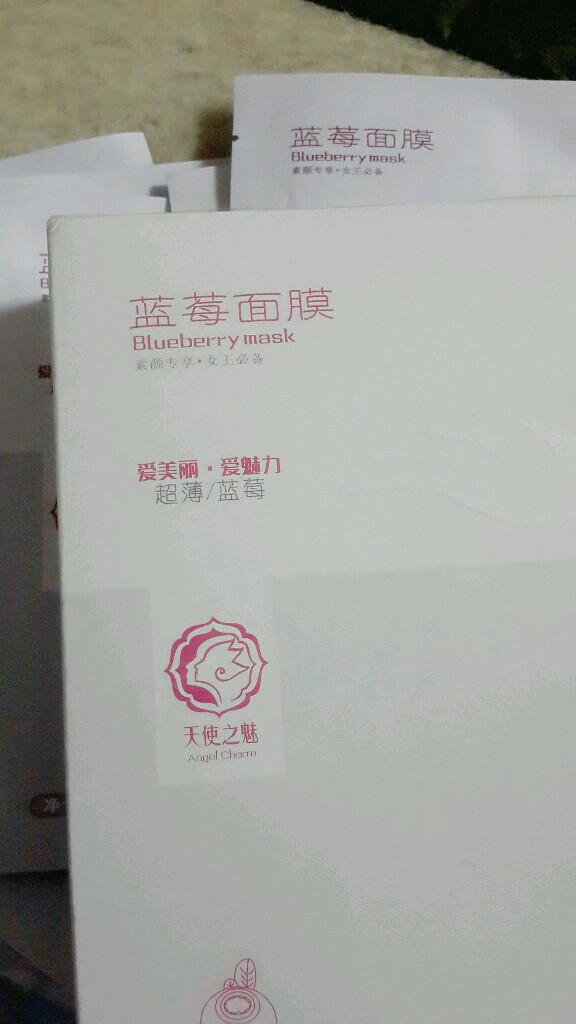 蓝莓面膜
Blueberry mask
素颜专享·女王必备
蓝莓面膜
Blueberry mask
素颜专享·女王必备
爱美丽·爱魅力
超薄/蓝莓
天使之魅
Angel Charm